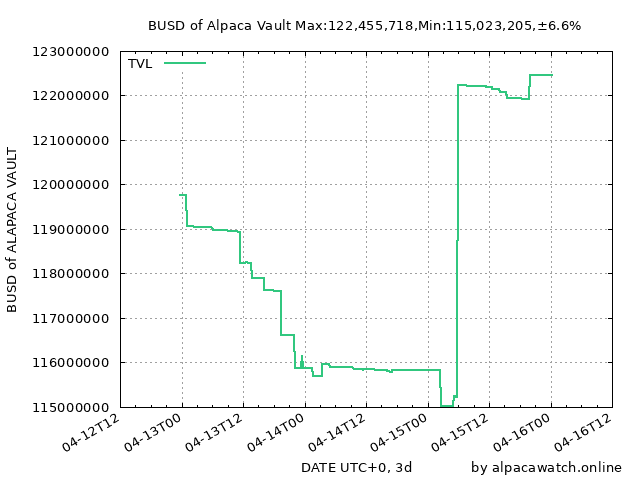 BUSD of Alpaca Vault Max:122,455,718,Min:115,023,205,±6.6%
TVL
123000000
122000000
121000000
120000000
119000000
118000000
117000000
116000000
115000000
BUSD of ALAPACA VAULT
04-12T12
04-13T00
04-13T12
04-14T00
04-14T12
04-15T00
04-15T12
04-16T00
04-16T12
DATE UTC+0, 3d
by alpacawatch.online